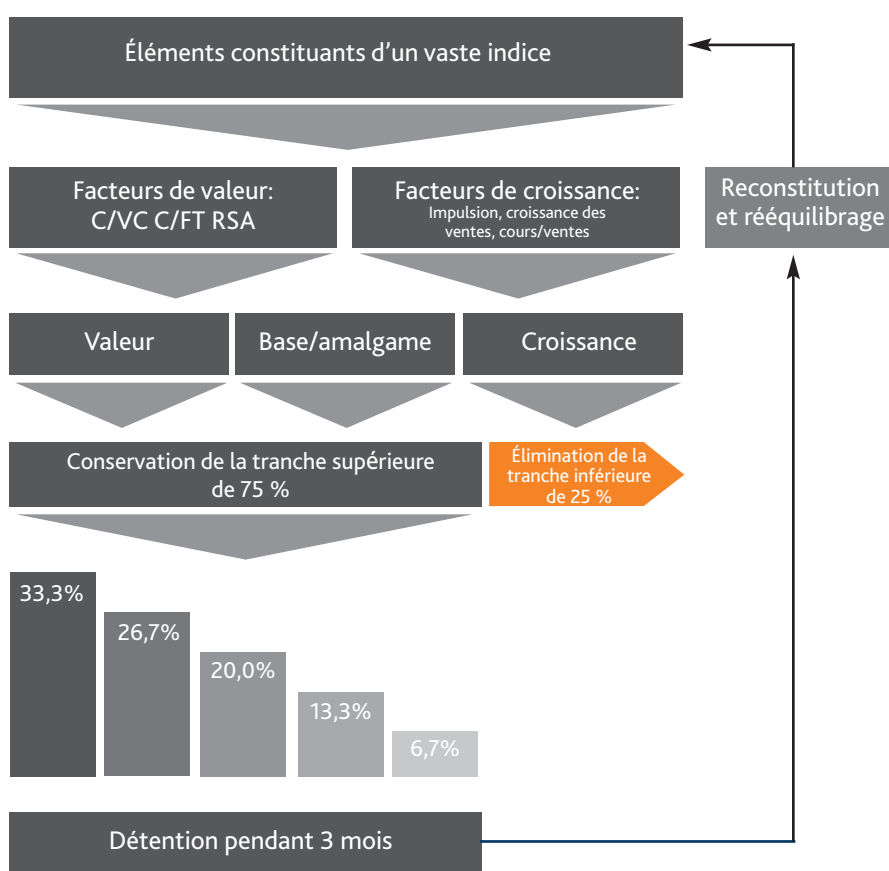 Éléments constituants d’un vaste indice
Facteurs de valeur:
C/VC C/FT RSA
Facteurs de croissance:
Impulsion, croissance des
ventes, cours/ventes
Reconstitution
et rééquilibrage
Valeur
Base/amalgame
Croissance
Conservation de la tranche supérieure
de 75 %
Élimination de la
tranche inférieure
de 25 %
33,3%
26,7%
20,0%
13,3%
6,7%
Détention pendant 3 mois